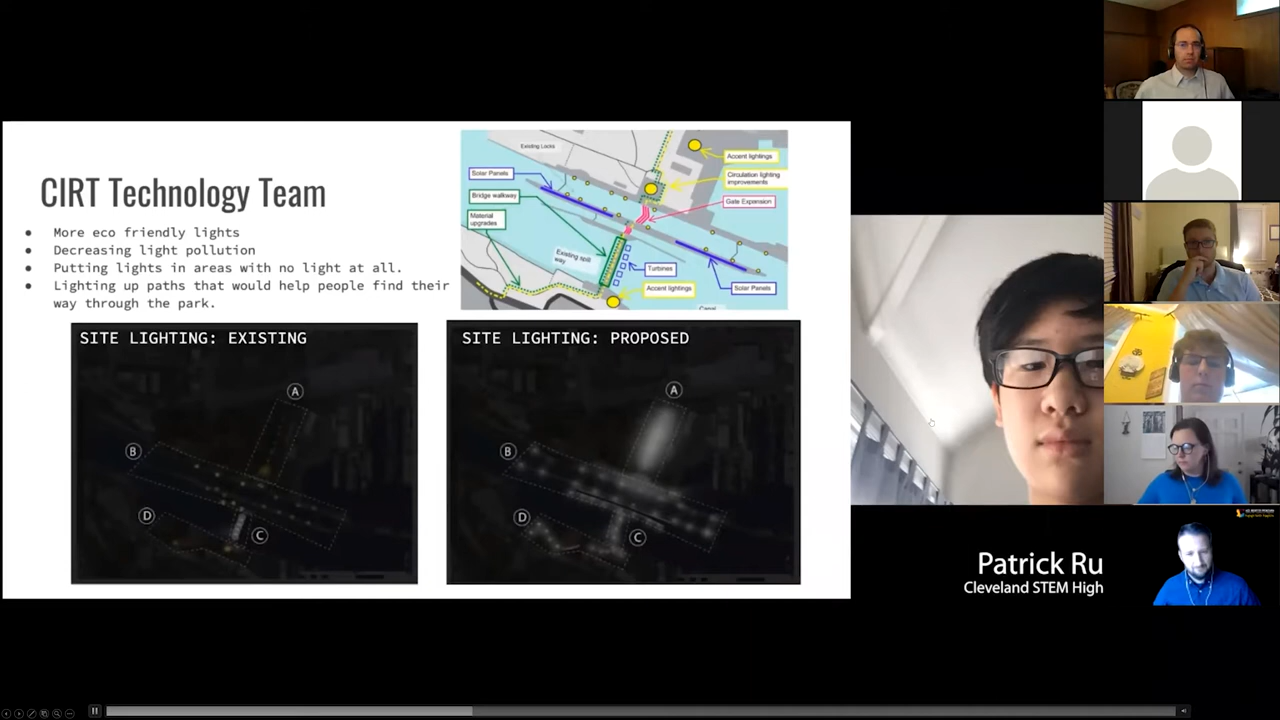 CIRT Technology Team
● More eco friendly lights
● Decreasing light pollution
● Putting lights in areas with no light at all.
● Lighting up paths that would help people find their
way through the park.
Existing Locks
Solar Panels
Bridge walkway
Material
upgrades
Existing spill
way
Accent lightings
Circulation lighting
improvements
Gate Expansion
Turbines
Accent lightings
Solar Panels
Canal
SITE LIGHTING: EXISTING
A
B
D
C
SITE LIGHTING: PROPOSED
A
B
D
C
Patrick Ru
Cleveland STEM High